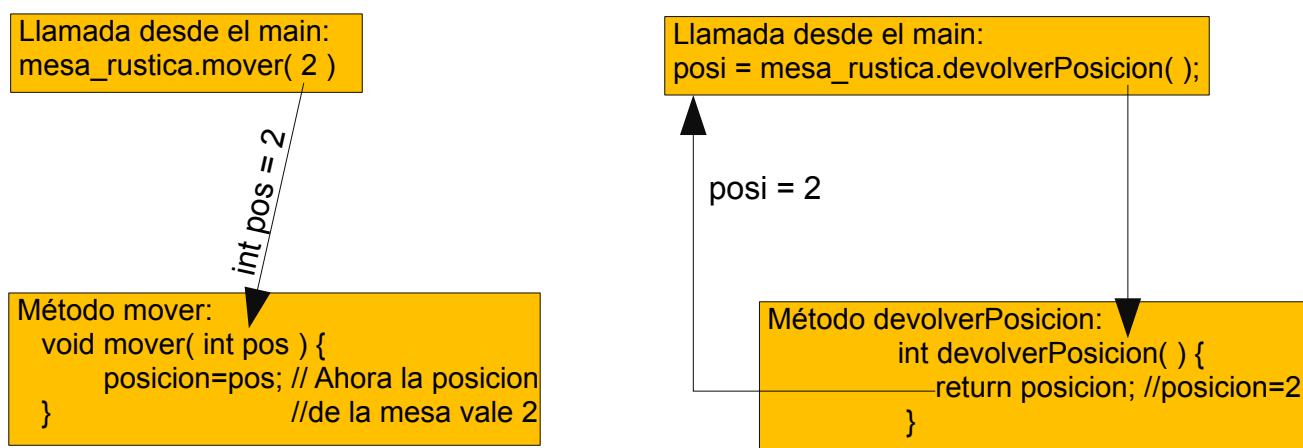 Llamada desde el main:
mesa_rustica.mover( 2 )
int pos = 2
Método mover:
void mover( int pos ) {
posicion=pos; // Ahora la posicion
} //de la mesa vale 2
Llamada desde el main:
posi = mesa_rustica.devolverPosicion( );
posi = 2
Método devolverPosicion:
int devolverPosicion( ) {
return posicion; //posicion=2
}